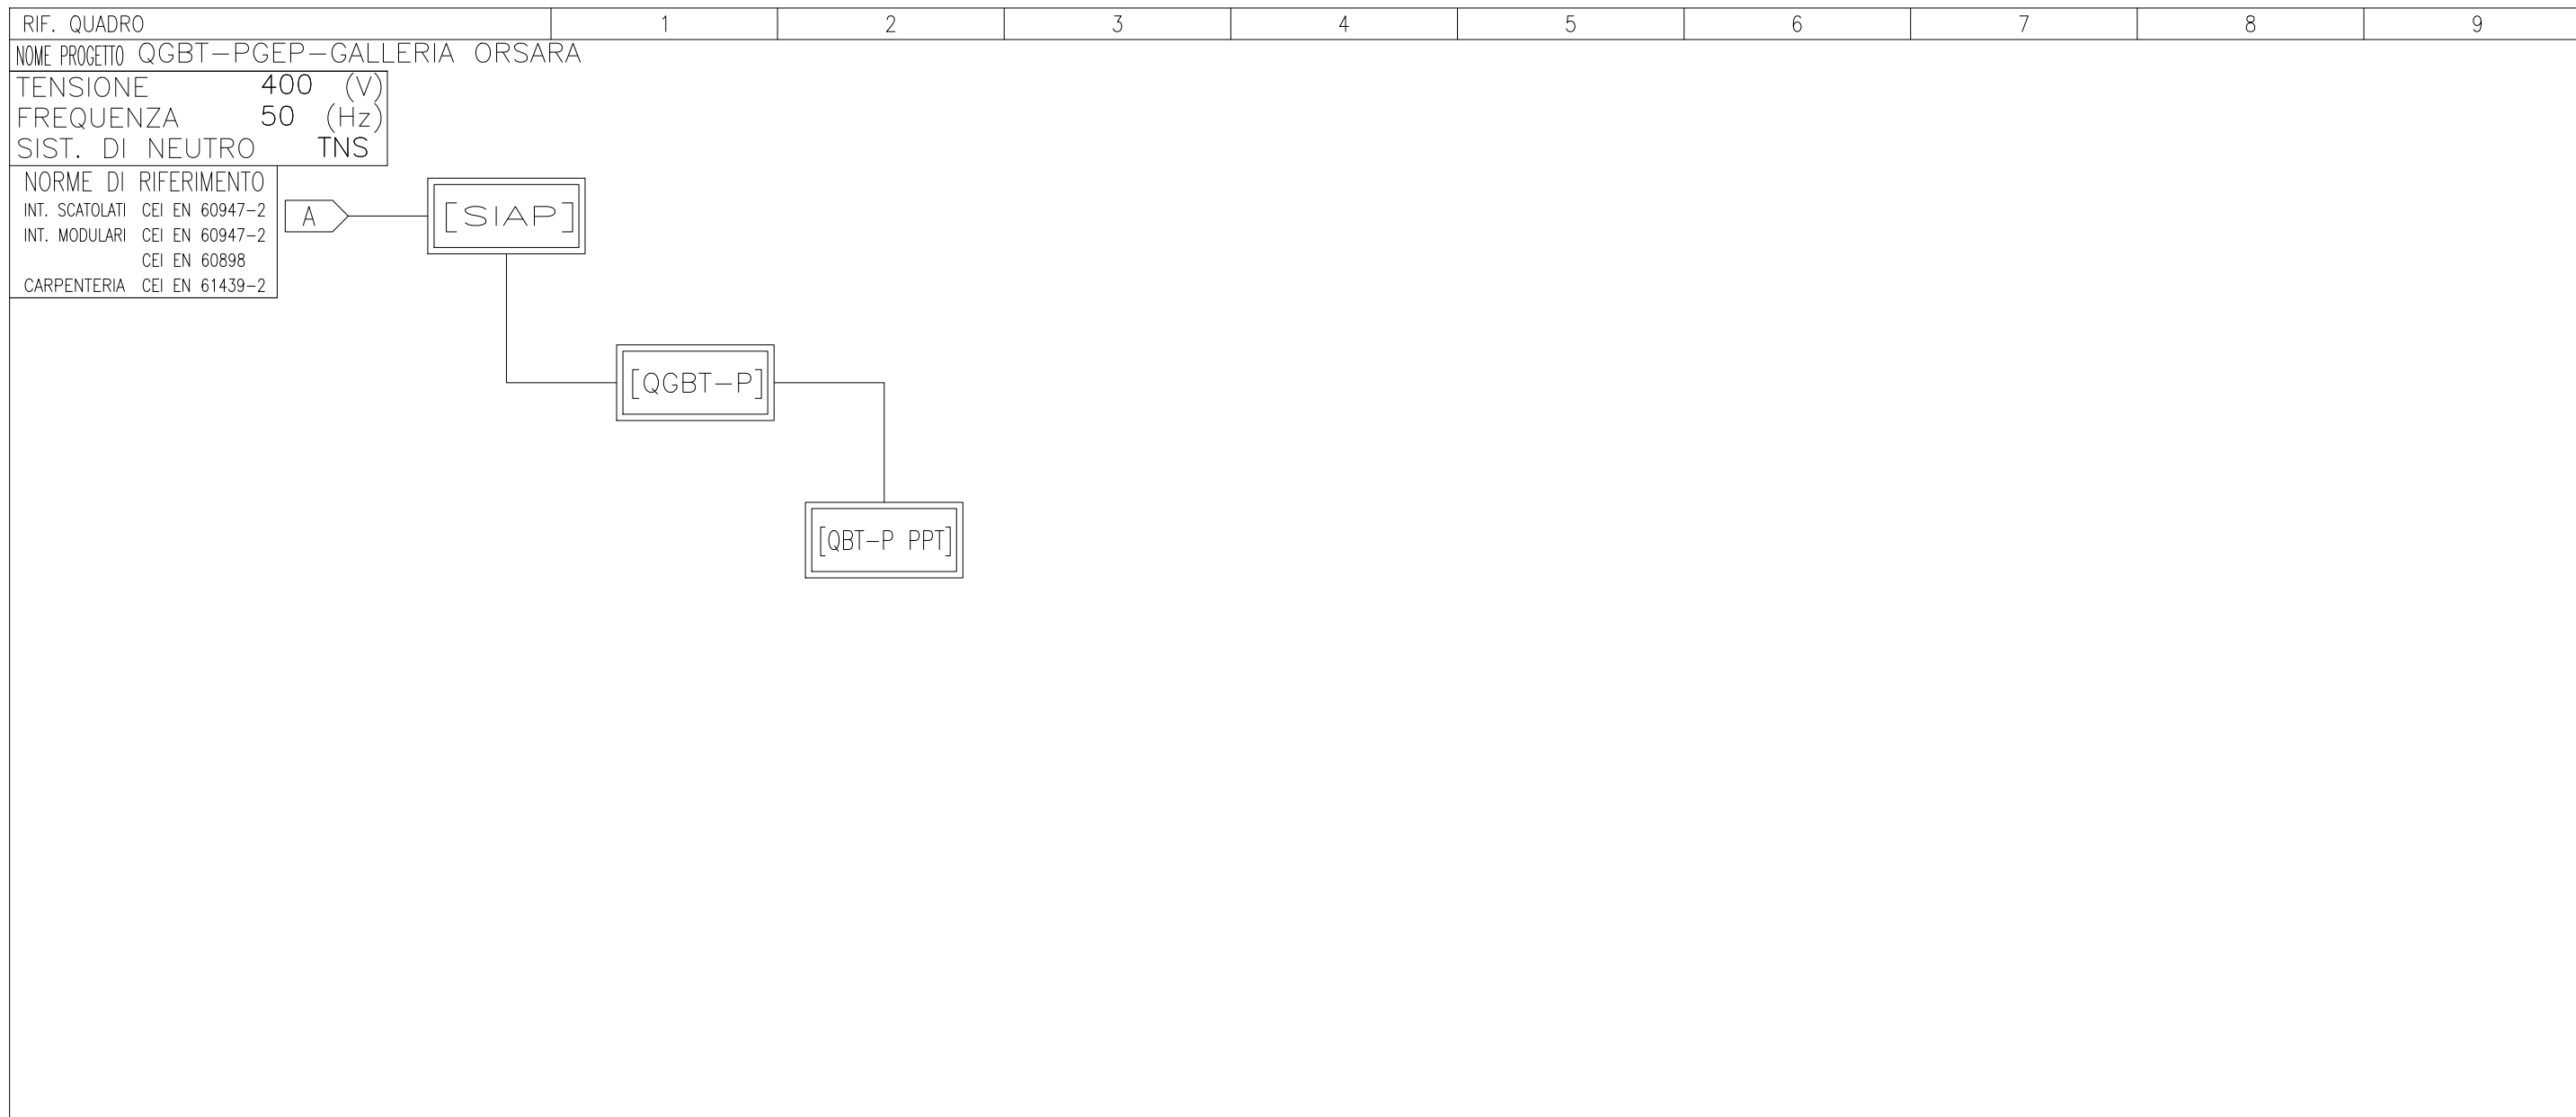 RIF. QUADRO 1 2 3 4 5 6 7 8 9
NOME PROGETTO QGBT-PGEP-GALLERIA ORSARA
TENSIONE 400 (V)
FREQUENZA 50 (Hz)
SIST. DI NEUTRO TNS
NORME DI RIFERIMENTO
INT. SCATOLATI CEI EN 60947-2
INT. MODULARI CEI EN 60947-2
CEI EN 60898
CARPENTERIA CEI EN 61439-2
A
[SIAP]
[QGBT-P]
[QBT-P PPT]